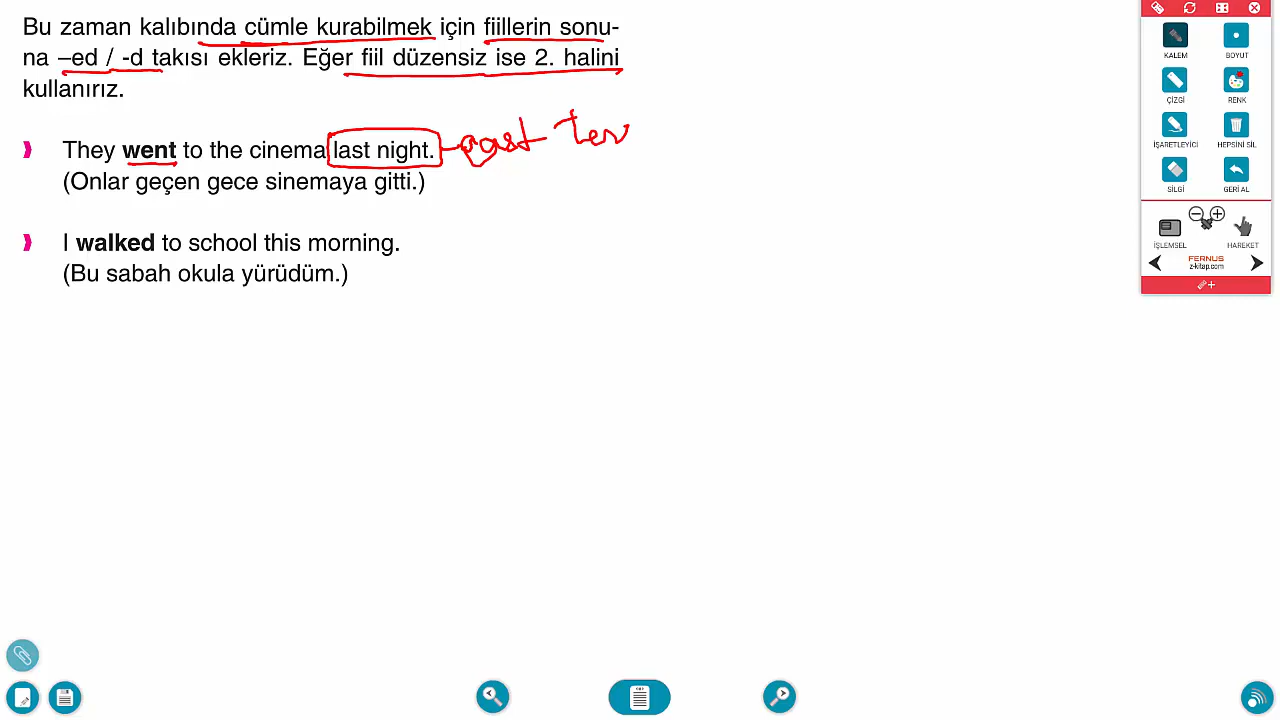 Bu zaman kalıbında cümle kurabilmek için fiillerin sonu-
na –ed / -d takısı ekleriz. Eğer fiil düzensiz ise 2. halini
kullanırız.
They went to the cinema last night. past Ten
(Onlar geçen gece sinemaya gitti.)
I walked to school this morning.
(Bu sabah okula yürüdüm.)
KALEM
BOYUT
ÇİZGİ
RENK
İŞARETLEYİCİ
HEPSİNİ SİL
SİLGİ
GERİ AL
İŞLEMSEL
HAREKET
FERNUS
z-kitap.com